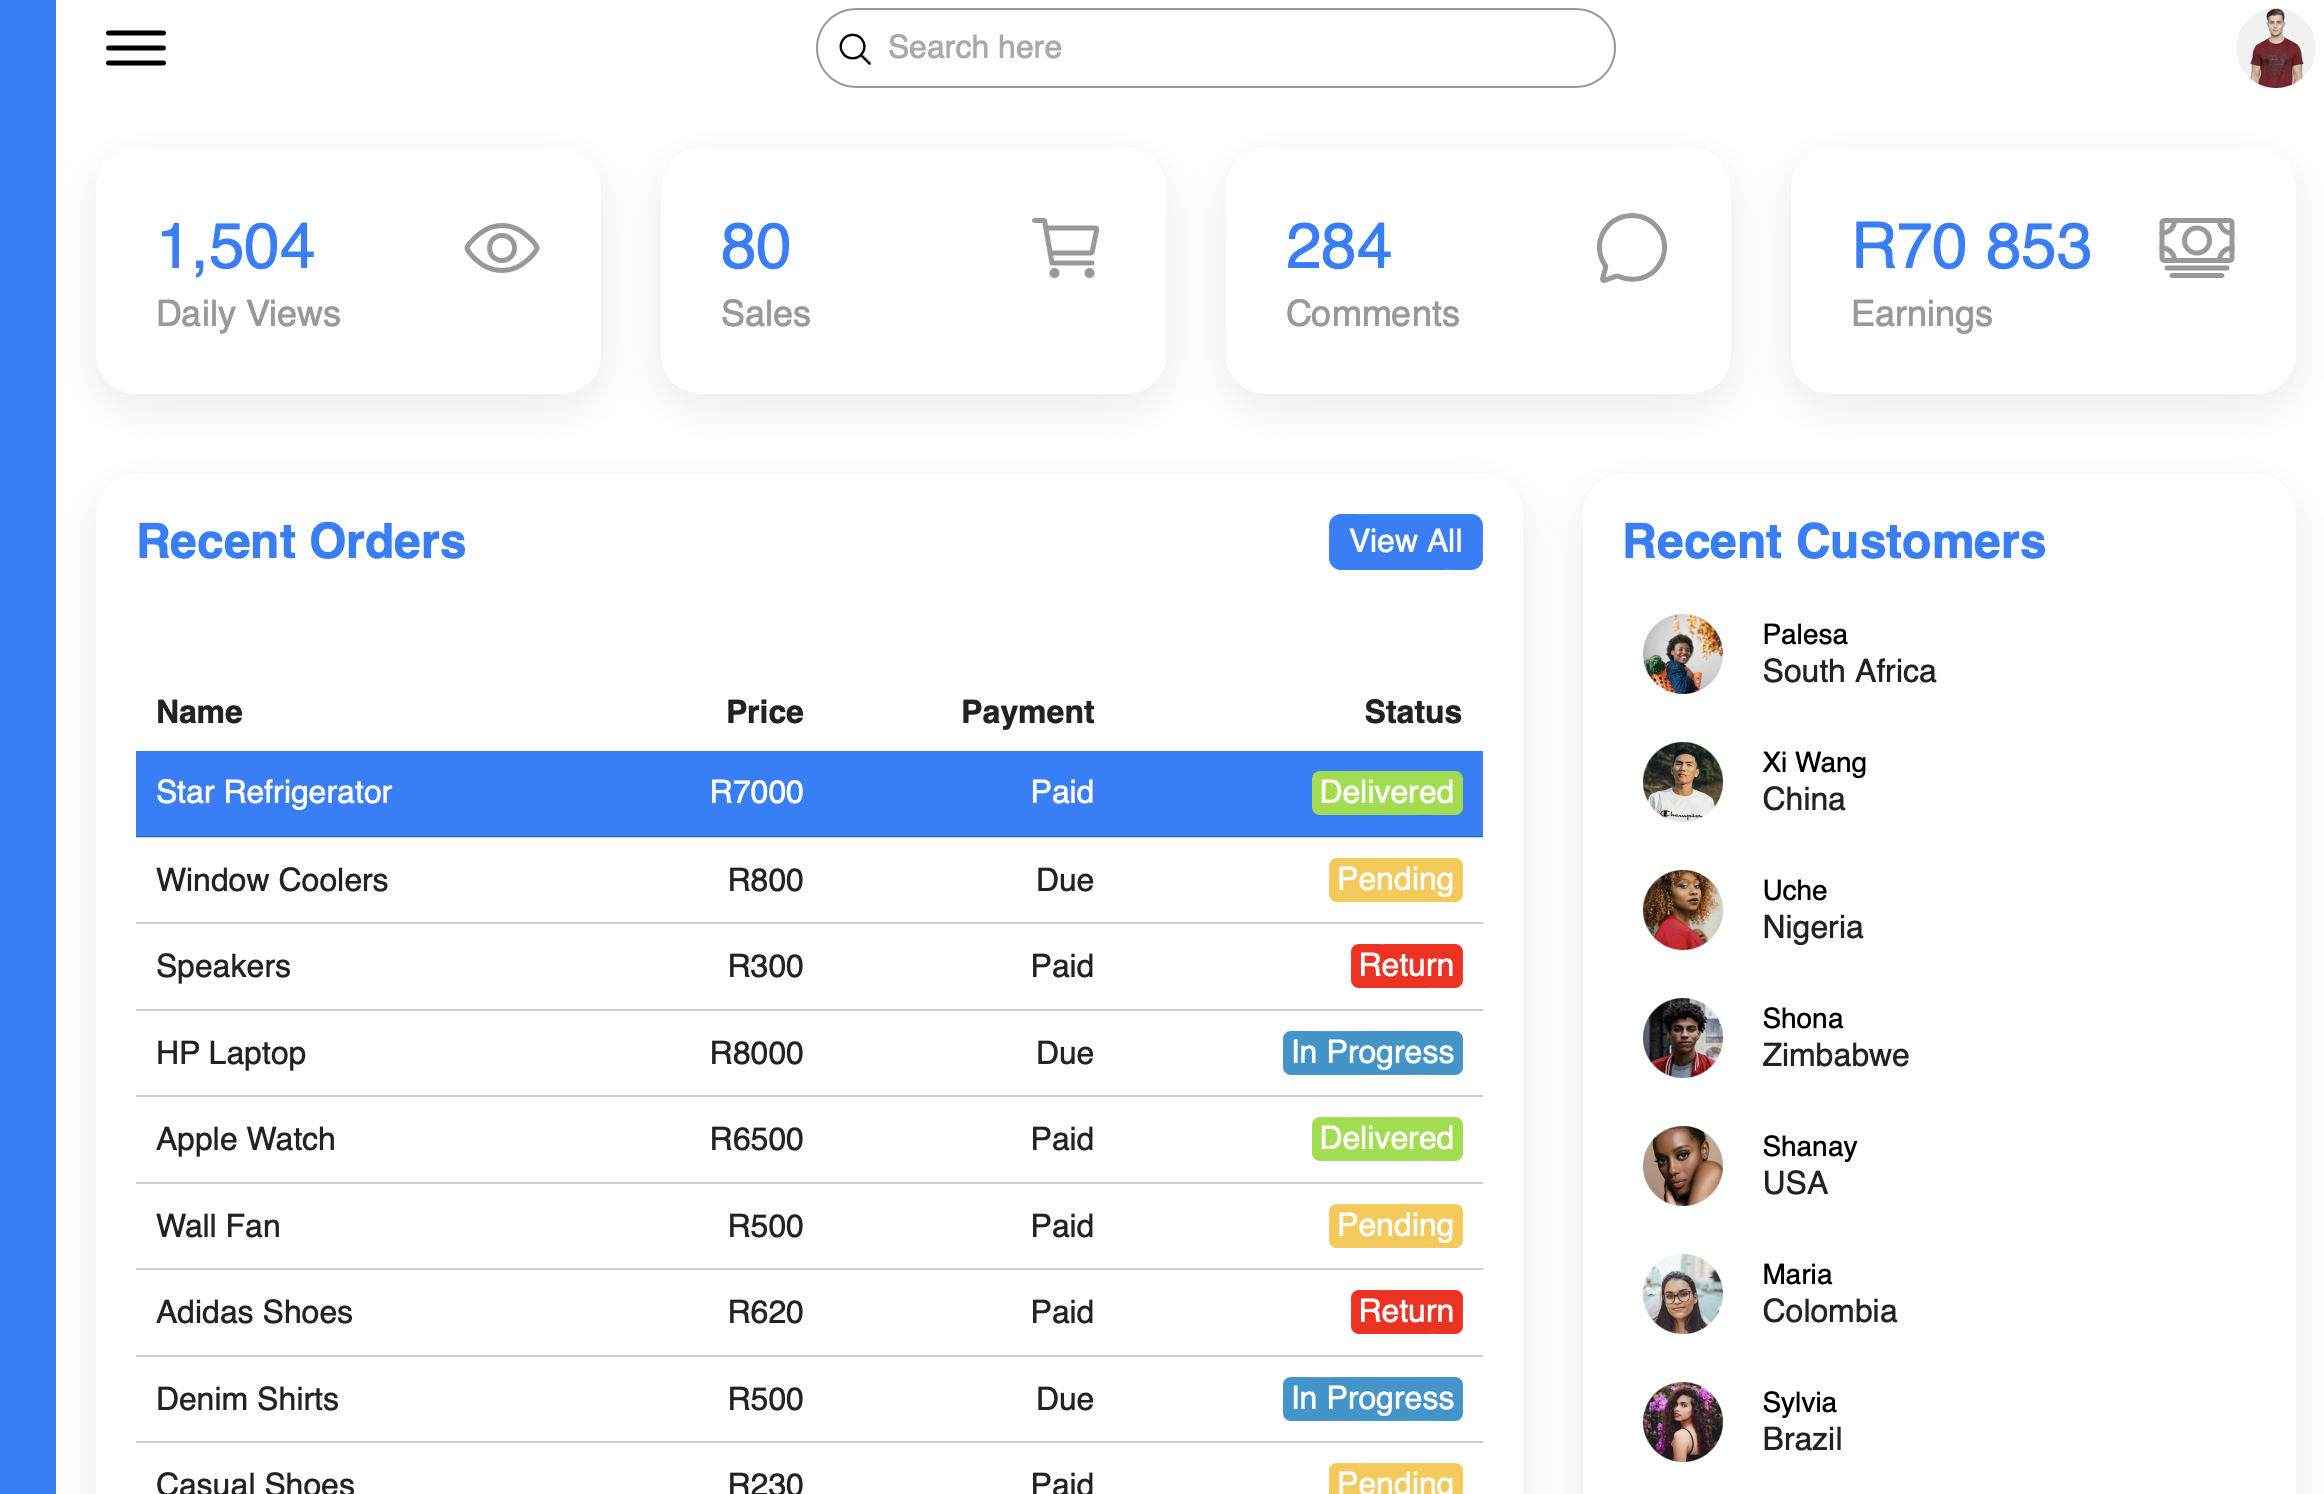 Search here
1,504
Daily Views
80
Sales
284
Comments
R70 853
Earnings
Recent Orders
View All
Name Price Payment Status
Star Refrigerator R7000 Paid Delivered
Window Coolers R800 Due Pending
Speakers R300 Paid Return
HP Laptop R8000 Due In Progress
Apple Watch R6500 Paid Delivered
Wall Fan R500 Paid Pending
Adidas Shoes R620 Paid Return
Denim Shirts R500 Due In Progress
Casual Shoes R230 Paid Pending
Recent Customers
Palesa
South Africa
Xi Wang
China
Uche
Nigeria
Shona
Zimbabwe
Shanay
USA
Maria
Colombia
Sylvia
Brazil